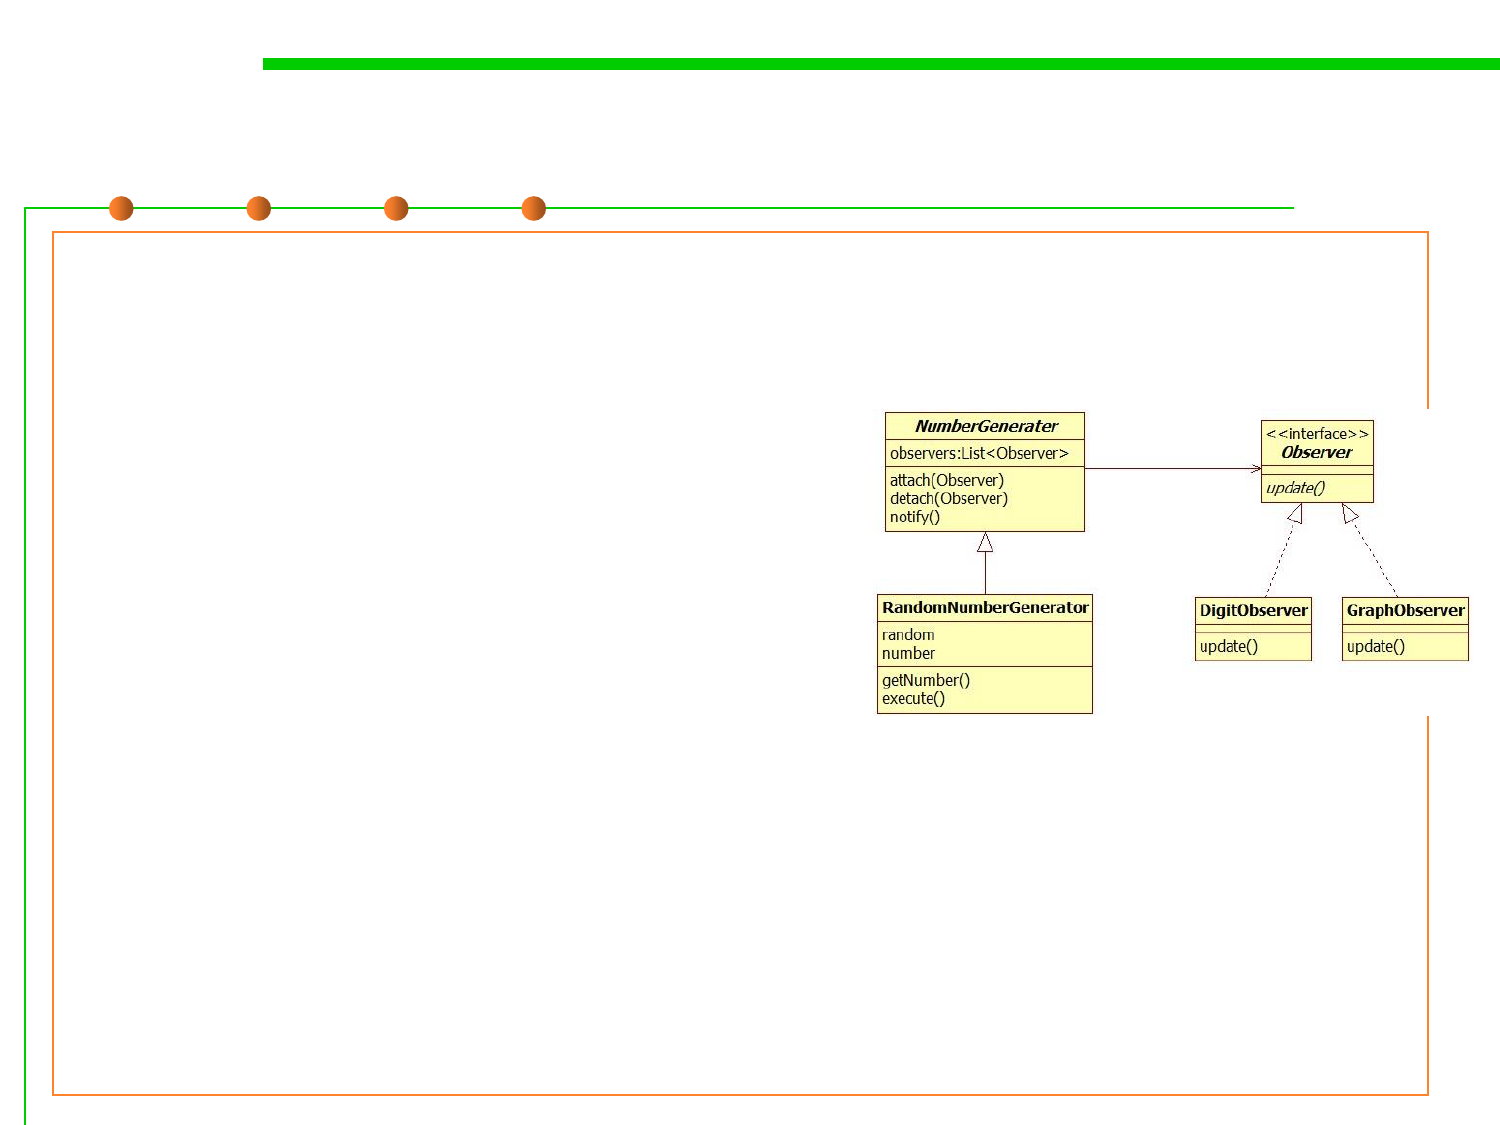 NumberGenerater
observers:List<Observer>
attach(Observer)
detach(Observer)
notify()
<<interface>>
Observer
update()
RandomNumberGenerator
random
number
getNumber()
execute()
DigitObserver
update()
GraphObserver
update()